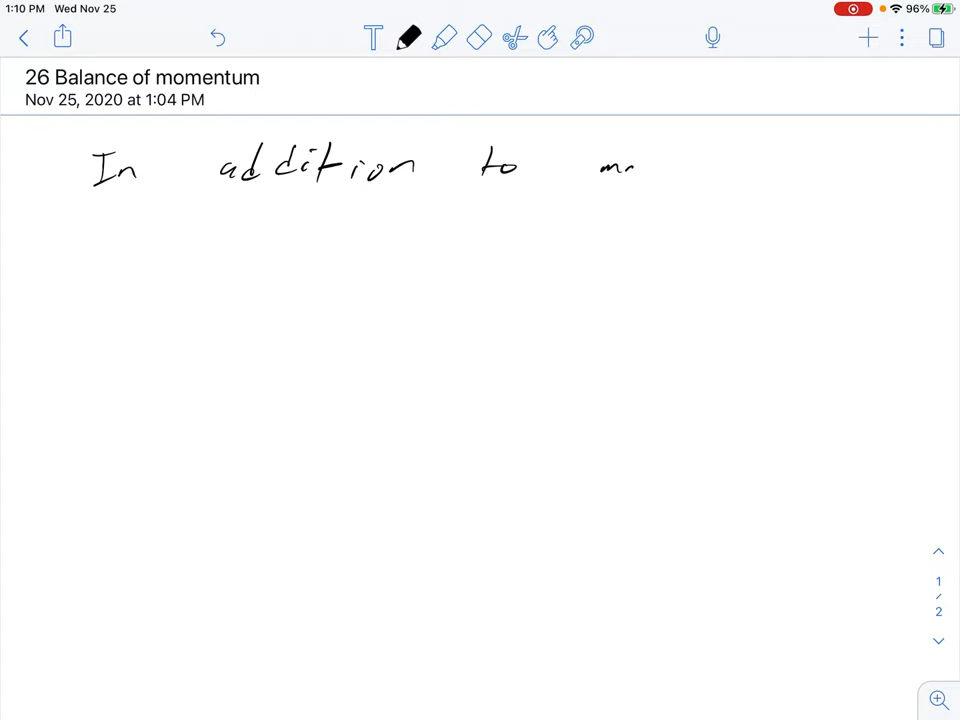 1:10 PM Wed Nov 25
96%
T
26 Balance of momentum
Nov 25, 2020 at 1:04 PM
In addition to
1
/
2